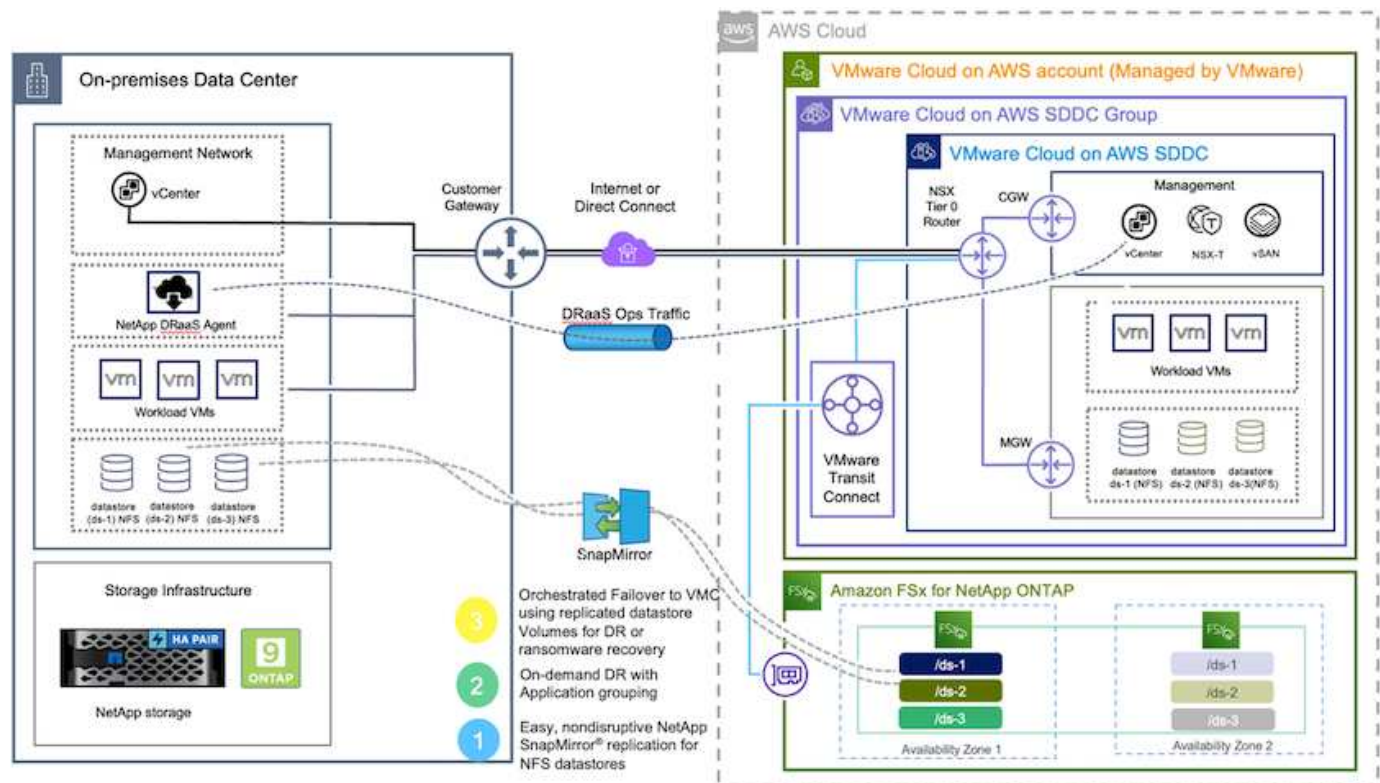 aws
AWS Cloud
On-premises Data Center
Management Network
vCenter
NetApp DRaaS Agent
vm vm vm
Workload VMs
datastore datastore datastore
(ds-1) NFS (ds-2) NFS (ds-3) NFS
Storage Infrastructure
HA PAIR
9
ONTAP
NetApp storage
Customer
Gateway
Internet or
Direct Connect
DRaaS Ops Traffic
SnapMirror
3
Orchestrated Failover to VMC
using replicated datastore
Volumes for DR or
ransomware recovery
2
On-demand DR with
Application grouping
1
Easy, nondisruptive NetApp
SnapMirror® replication for
NFS datastores
VMware Cloud on AWS account (Managed by VMware)
VMware Cloud on AWS SDDC Group
VMware Cloud on AWS SDDC
NSX
Tier 0
Router
CGW
Management
vCenter
T
NSX-T
vSAN
vm vm vm
Workload VMs
MGW
datastore datastore datastore
ds-1 (NFS) ds-2 (NFS) ds-3(NFS)
VMware
Transit
Connect
FSx
Amazon FSx for NetApp ONTAP
FSx
/ds-1
/ds-2
/ds-3
Availability Zone 1
FSx
/ds-1
/ds-2
/ds-3
Availability Zone 2